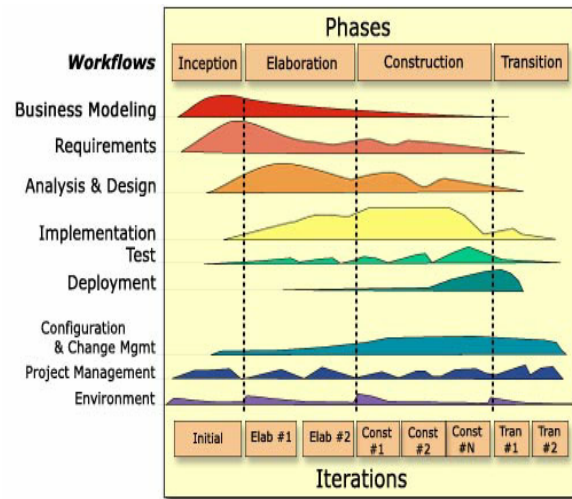 Phases
Workflows
Inception
Elaboration
Construction
Transition
Business Modeling
Requirements
Analysis & Design
Implementation
Test
Deployment
Configuration
& Change Mgmt
Project Management
Environment
Initial
Elab #1
Elab #2
Const
#1
Const
#2
Const
#N
Tran
#1
Tran
#2
Iterations